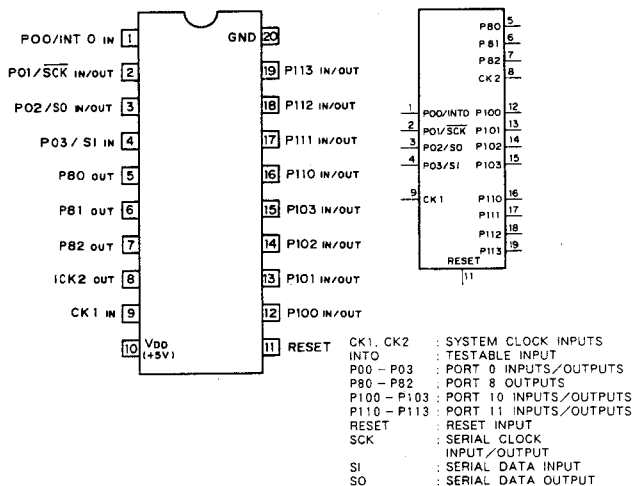 P00/INT 0 IN 1
P01/SCK IN/OUT 2
P02/S0 IN/OUT 3
P03/ SI IN 4
P80 OUT 5
P81 OUT 6
P82 OUT 7
ICK2 OUT 8
CK1 IN 9
10 VDD
(+5V)
GND 20
19 P113 IN/OUT
18 P112 IN/OUT
17 P111 IN/OUT
16 P110 IN/OUT
15 P103 IN/OUT
14 P102 IN/OUT
13 P101 IN/OUT
12 P100 IN/OUT
11 RESET
P80 5
P81 6
P82 7
CK2 8
1 P00/INT0 P100 12
2 P01/SCK P101 13
3 P02/S0 P102 14
4 P03/SI P103 15
9 CK1 P110 16
P111 17
P112 18
P113 19
RESET
11
CK1, CK2 : SYSTEM CLOCK INPUTS
INTO : TESTABLE INPUT
P00 – P03 : PORT 0 INPUTS/OUTPUTS
P80 – P82 : PORT 8 OUTPUTS
P100 – P103 : PORT 10 INPUTS/OUTPUTS
P110 – P113 : PORT 11 INPUTS/OUTPUTS
RESET : RESET INPUT
SCK : SERIAL CLOCK
INPUT/OUTPUT
SI : SERIAL DATA INPUT
SO : SERIAL DATA OUTPUT